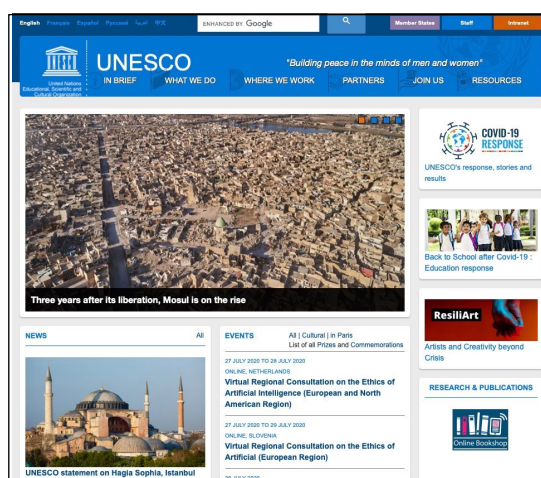 English Français Español Русский العربية 中文
ENHANCED BY Google
Member States Staff Intranet
United Nations
Educational, Scientific and
Cultural Organization
UNESCO
"Building peace in the minds of men and women"
IN BRIEF WHAT WE DO WHERE WE WORK PARTNERS JOIN US RESOURCES
Three years after its liberation, Mosul is on the rise
COVID-19
RESPONSE
UNESCO's response, stories and
results
Back to School after Covid-19 :
Education response
ResiliArt
Artists and Creativity beyond
Crisis
RESEARCH & PUBLICATIONS
Online Bookshop
NEWS All
UNESCO statement on Hagia Sophia, Istanbul
EVENTS All | Cultural | in Paris
List of all Prizes and Commemorations
27 JULY 2020 TO 28 JULY 2020
ONLINE, NETHERLANDS
Virtual Regional Consultation on the Ethics of
Artificial Intelligence (European and North
American Region)
27 JULY 2020 TO 29 JULY 2020
ONLINE, SLOVENIA
Virtual Regional Consultation on the Ethics of
Artificial (European Region)